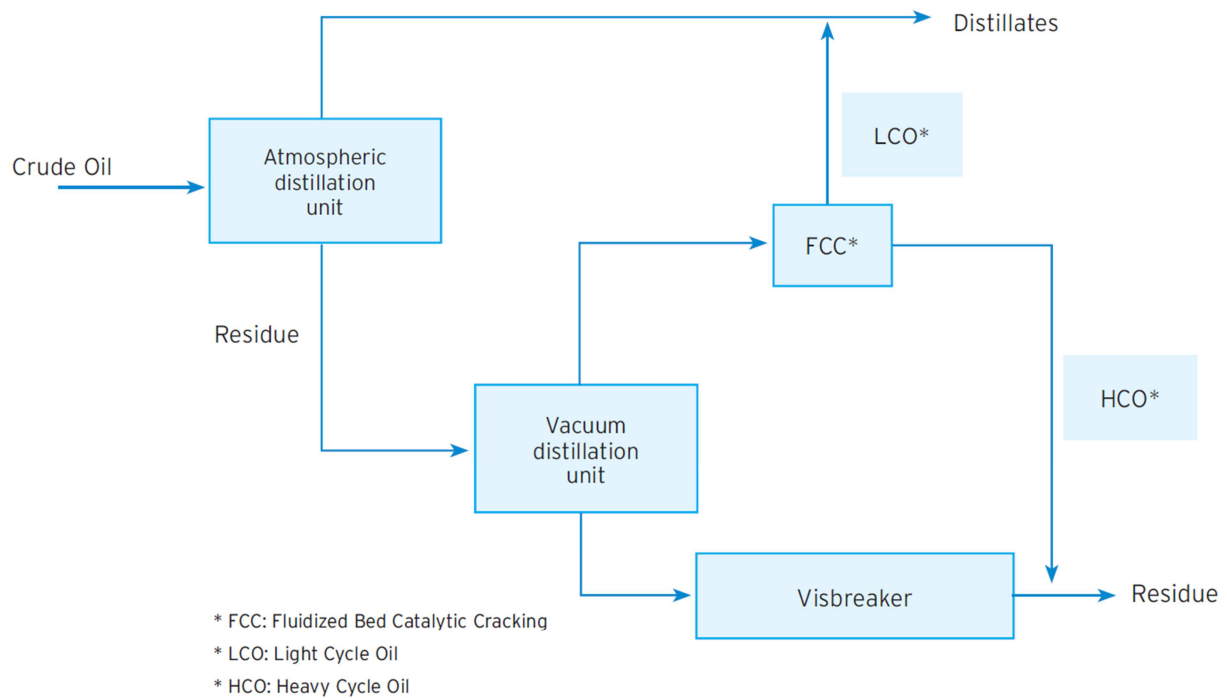 Distillates
LCO*
Crude Oil
Atmospheric
distillation
unit
FCC*
Residue
HCO*
Vacuum
distillation
unit
Visbreaker
Residue
* FCC: Fluidized Bed Catalytic Cracking
* LCO: Light Cycle Oil
* HCO: Heavy Cycle Oil